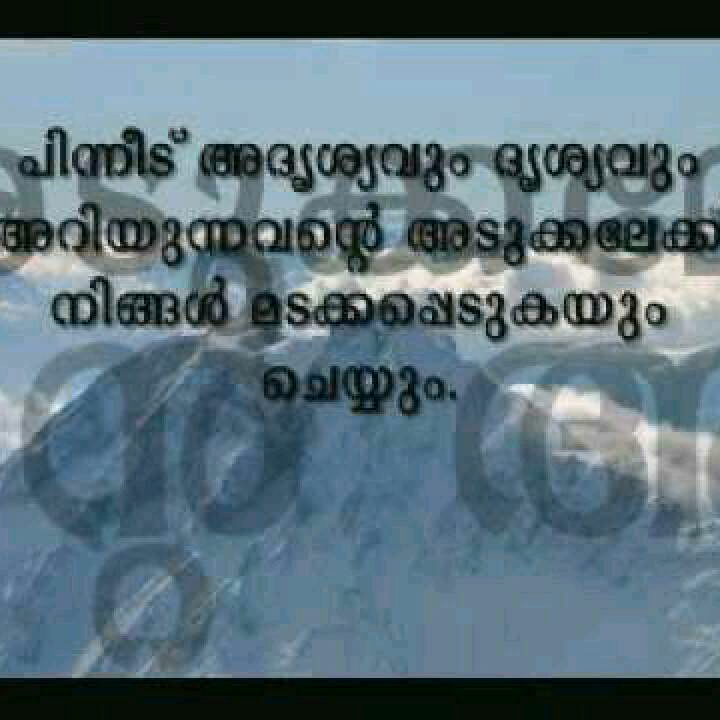 പിന്നീട് അദൃശ്യവും ദൃശ്യവും
അറിയുന്നവന്റെ അടുക്കലേക്ക്
നിങ്ങൾ മടക്കപ്പെടുകയും
ചെയ്യും.